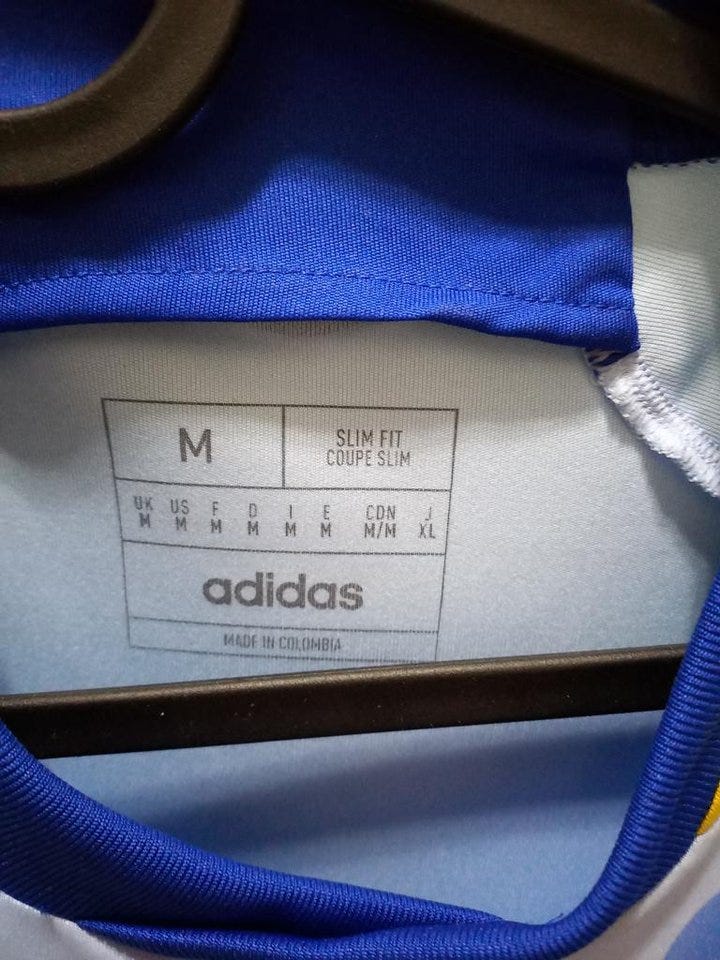 M
SLIM FIT
COUPE SLIM
UK US F D I E CDN J
M M M M M M M/M XL
adidas
MADE IN COLOMBIA